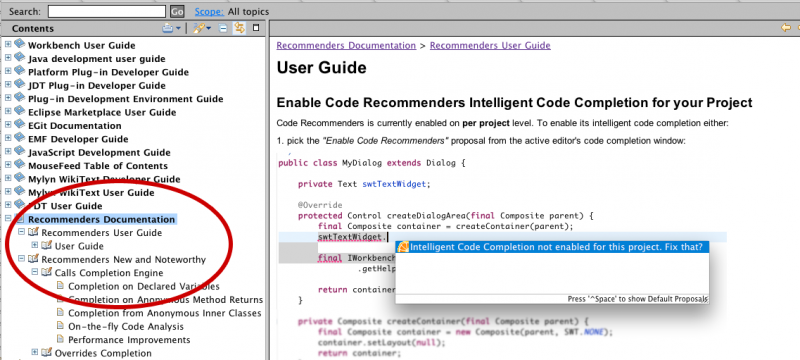 Search:
Go
Scope: All topics
Contents
Workbench User Guide
Java development user guide
Platform Plug-in Developer Guide
JDT Plug-in Developer Guide
Plug-in Development Environment Guide
Eclipse Marketplace User Guide
EGit Documentation
EMF Developer Guide
JavaScript Development Guide
MouseFeed Table of Contents
Mylyn WikiText Developer Guide
Mylyn WikiText User Guide
PDT User Guide
Recommenders Documentation
Recommenders User Guide
User Guide
Recommenders New and Noteworthy
Calls Completion Engine
Completion on Declared Variables
Completion on Anonymous Method Returns
Completion from Anonymous Inner Classes
On-the-fly Code Analysis
Performance Improvements
Overrides Completion
Recommenders Documentation > Recommenders User Guide
User Guide
Enable Code Recommenders Intelligent Code Completion for your Project
Code Recommenders is currently enabled on per project level. To enable its intelligent code completion either:
1. pick the "Enable Code Recommenders" proposal from the active editor's code completion window:
public class MyDialog extends Dialog {
private Text swtTextWidget;
@Override
protected Control createDialogArea(final Composite parent) {
final Composite container = createContainer(parent);
swtTextWidget.
Intelligent Code Completion not enabled for this project. Fix that?
final IWorkbench
.getHelp
return container
Press '^Space' to show Default Proposals
}
private Composite createContainer(final Composite parent) {
final Composite container = new Composite(parent, SWT.NONE);
container.setLayout(null);
return container;